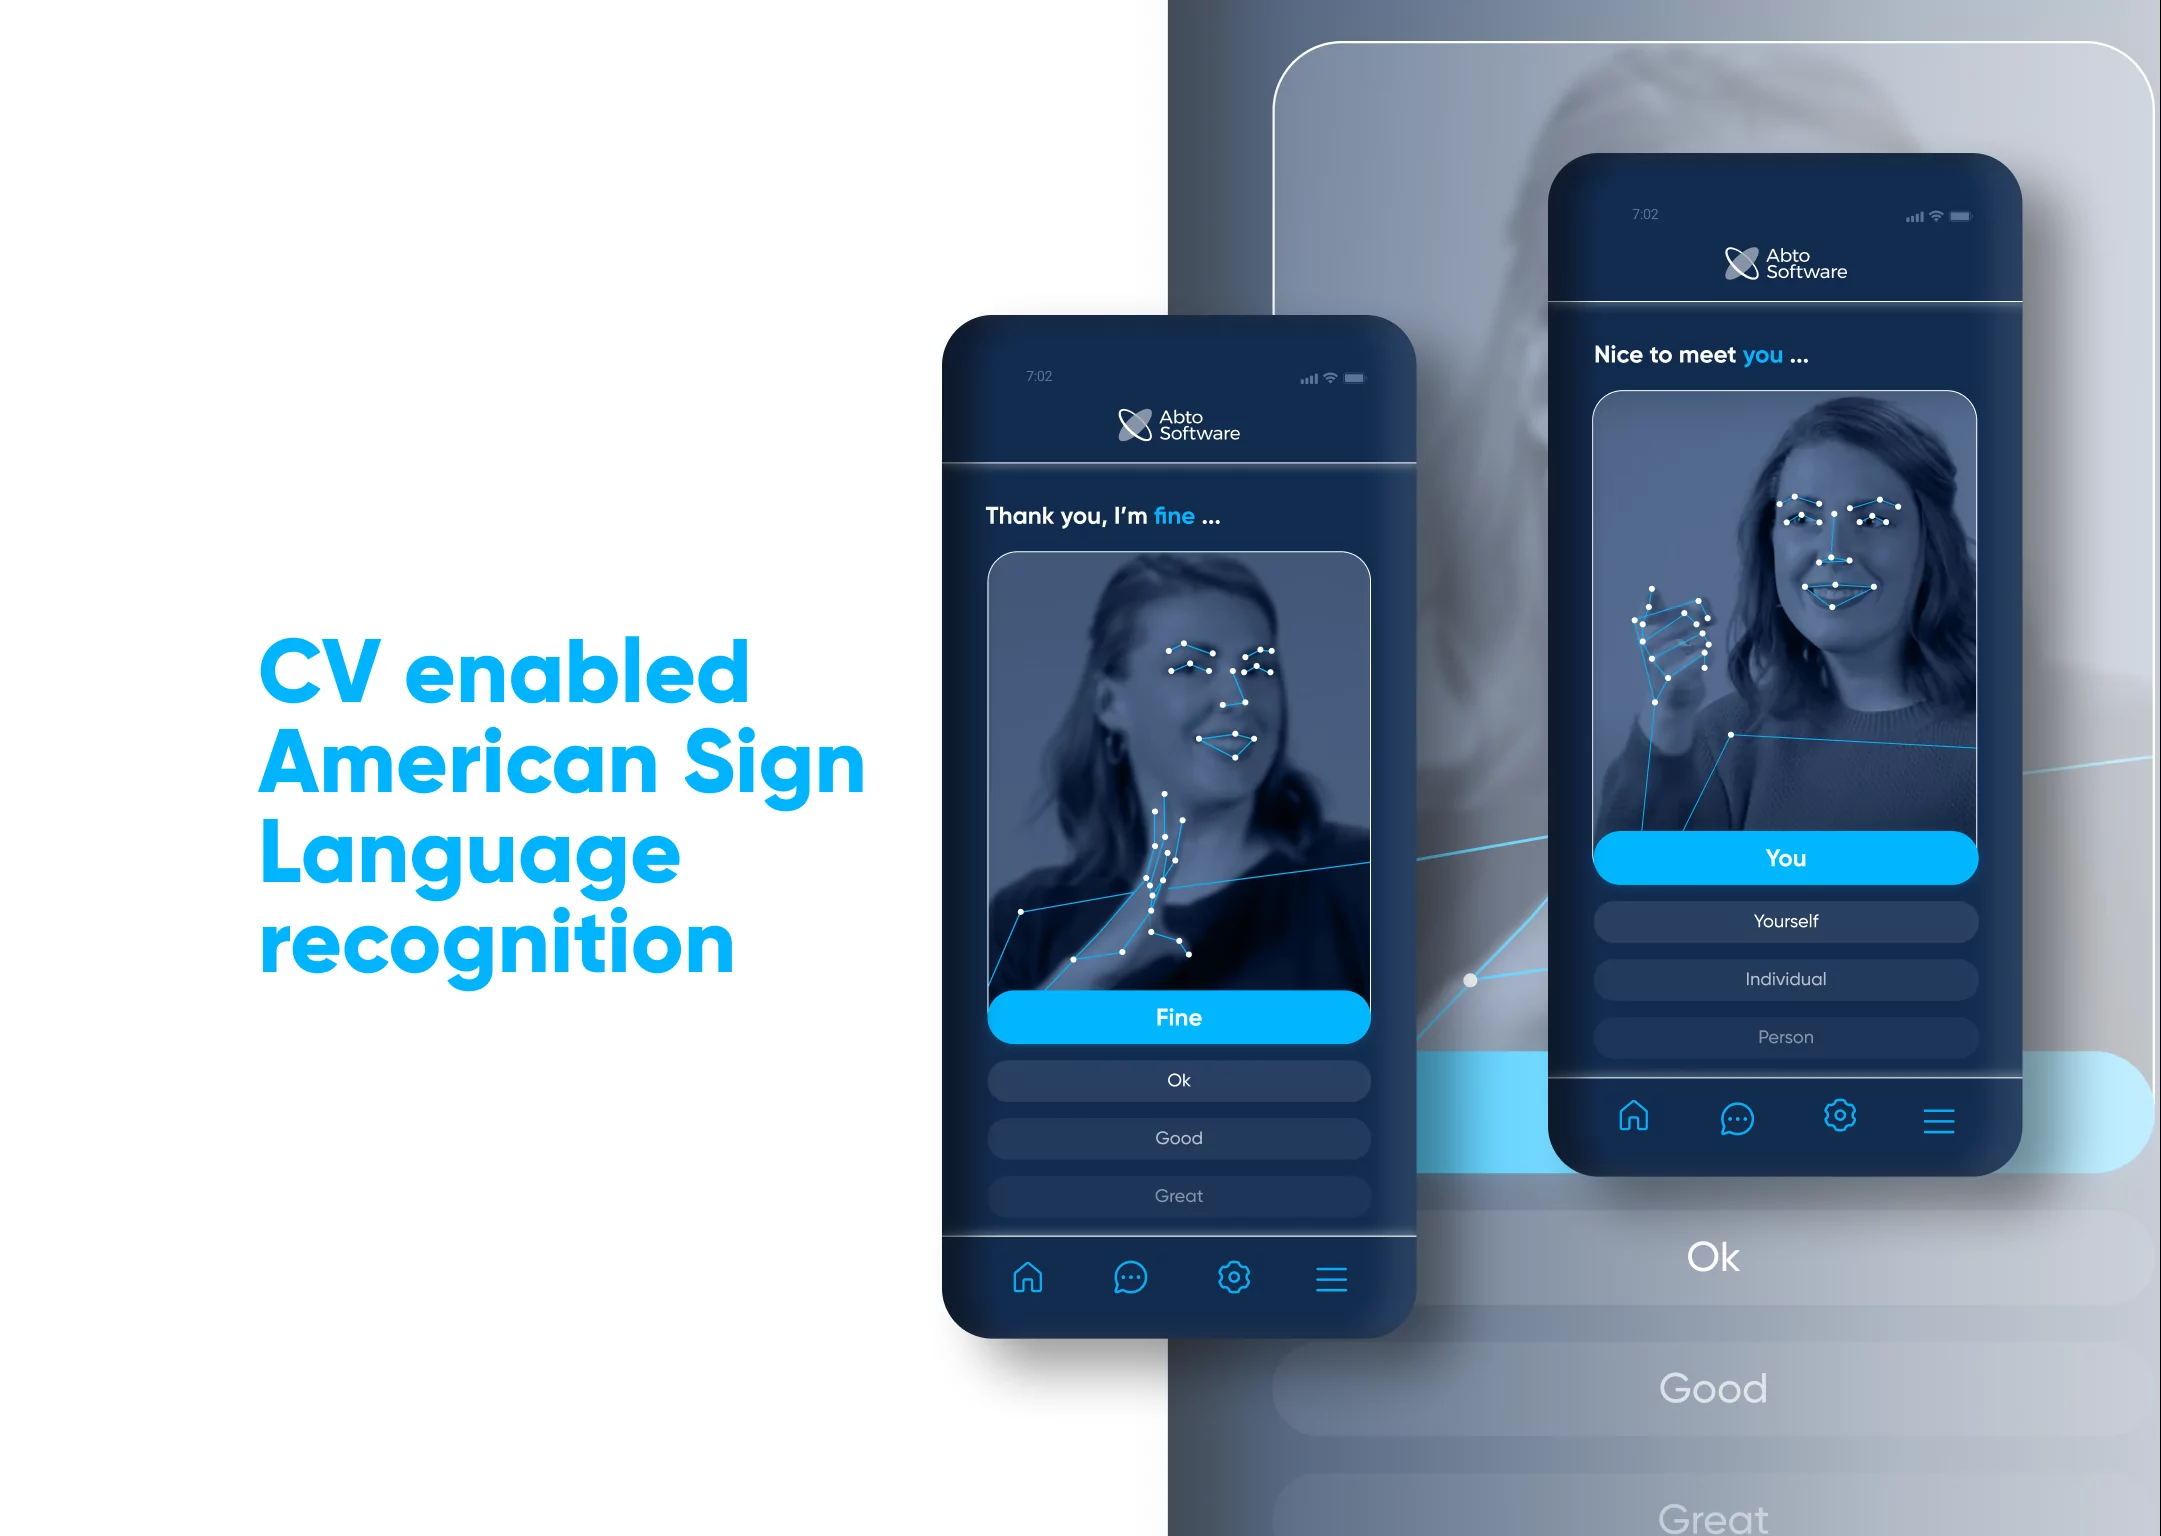 CV enabled
American Sign
Language
recognition
7:02
Abto
Software
Thank you, I’m fine ...
Fine
Ok
Good
Great
7:02
Abto
Software
Nice to meet you ...
You
Yourself
Individual
Person
Ok
Good
Great